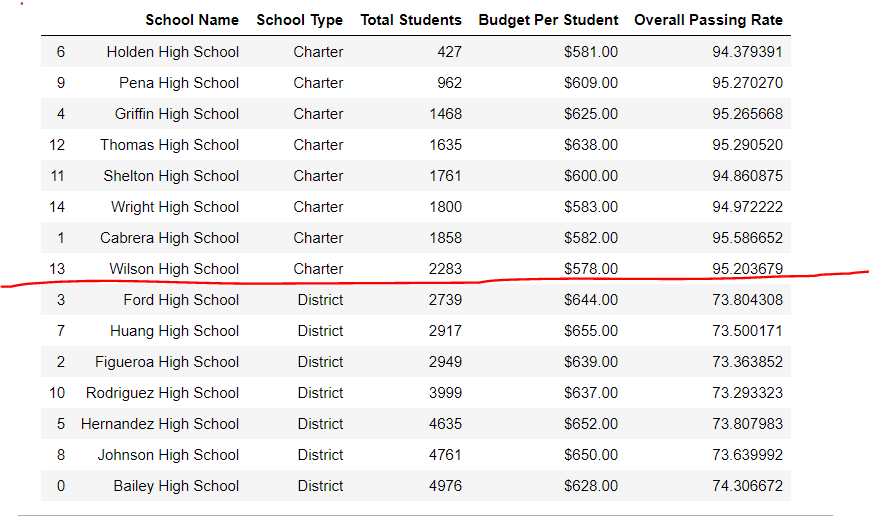 School Name School Type Total Students Budget Per Student Overall Passing Rate
6 Holden High School Charter 427 $581.00 94.379391
9 Pena High School Charter 962 $609.00 95.270270
4 Griffin High School Charter 1468 $625.00 95.265668
12 Thomas High School Charter 1635 $638.00 95.290520
11 Shelton High School Charter 1761 $600.00 94.860875
14 Wright High School Charter 1800 $583.00 94.972222
1 Cabrera High School Charter 1858 $582.00 95.586652
13 Wilson High School Charter 2283 $578.00 95.203679
3 Ford High School District 2739 $644.00 73.804308
7 Huang High School District 2917 $655.00 73.500171
2 Figueroa High School District 2949 $639.00 73.363852
10 Rodriguez High School District 3999 $637.00 73.293323
5 Hernandez High School District 4635 $652.00 73.807983
8 Johnson High School District 4761 $650.00 73.639992
0 Bailey High School District 4976 $628.00 74.306672